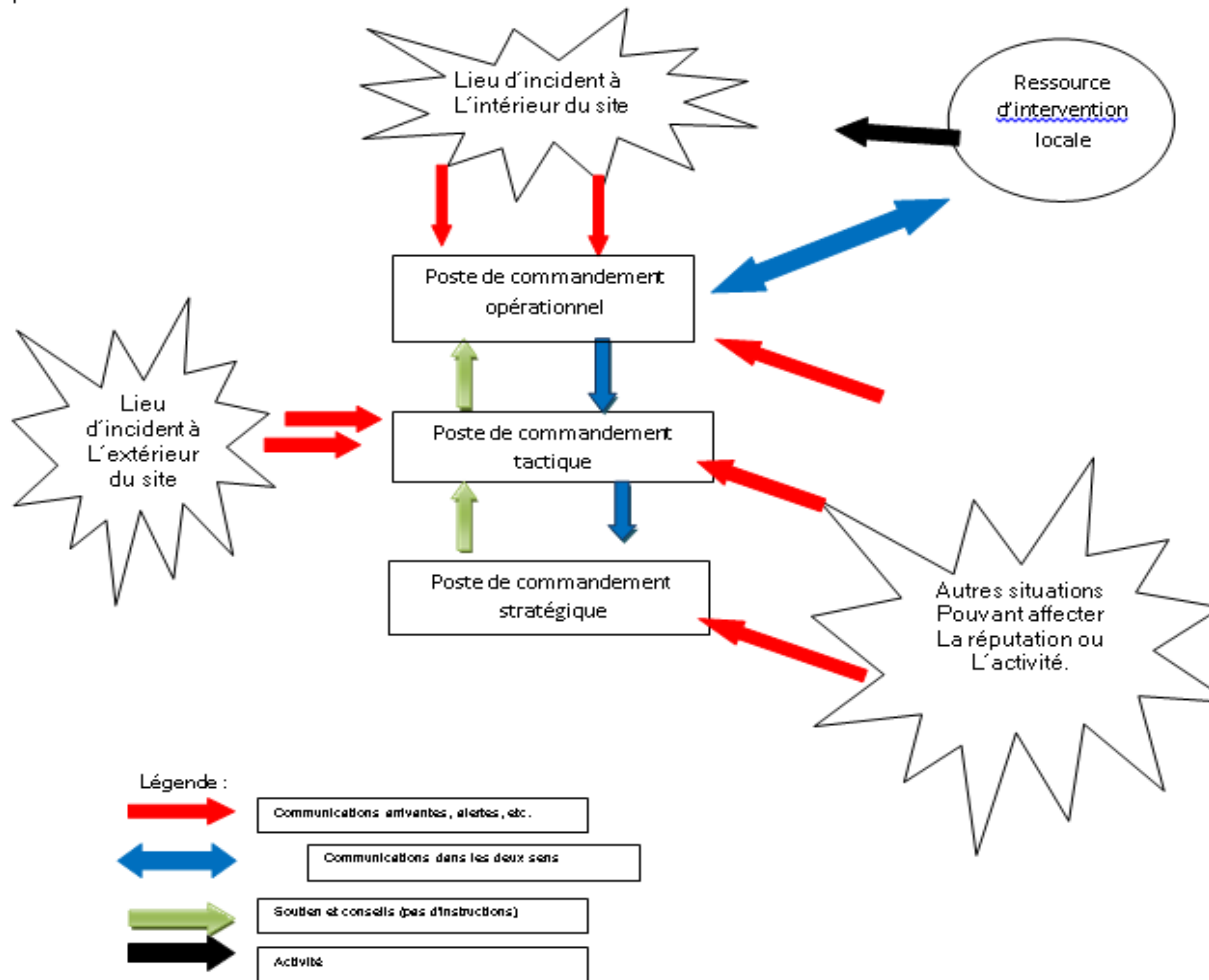 Lieu d´incident à
L´intérieur du site
Ressource
d'intervention
locale
Poste de commandement
opérationnel
Lieu
d´incident à
L´extérieur
du site
Poste de commandement
tactique
Poste de commandement
stratégique
Autres situations
Pouvant affecter
La réputation ou
L´activité.
Légende :
Communications arrivantes, alertes, etc.
Communications dans les deux sens
Soutien et conseils (pas d'instructions)
Activité